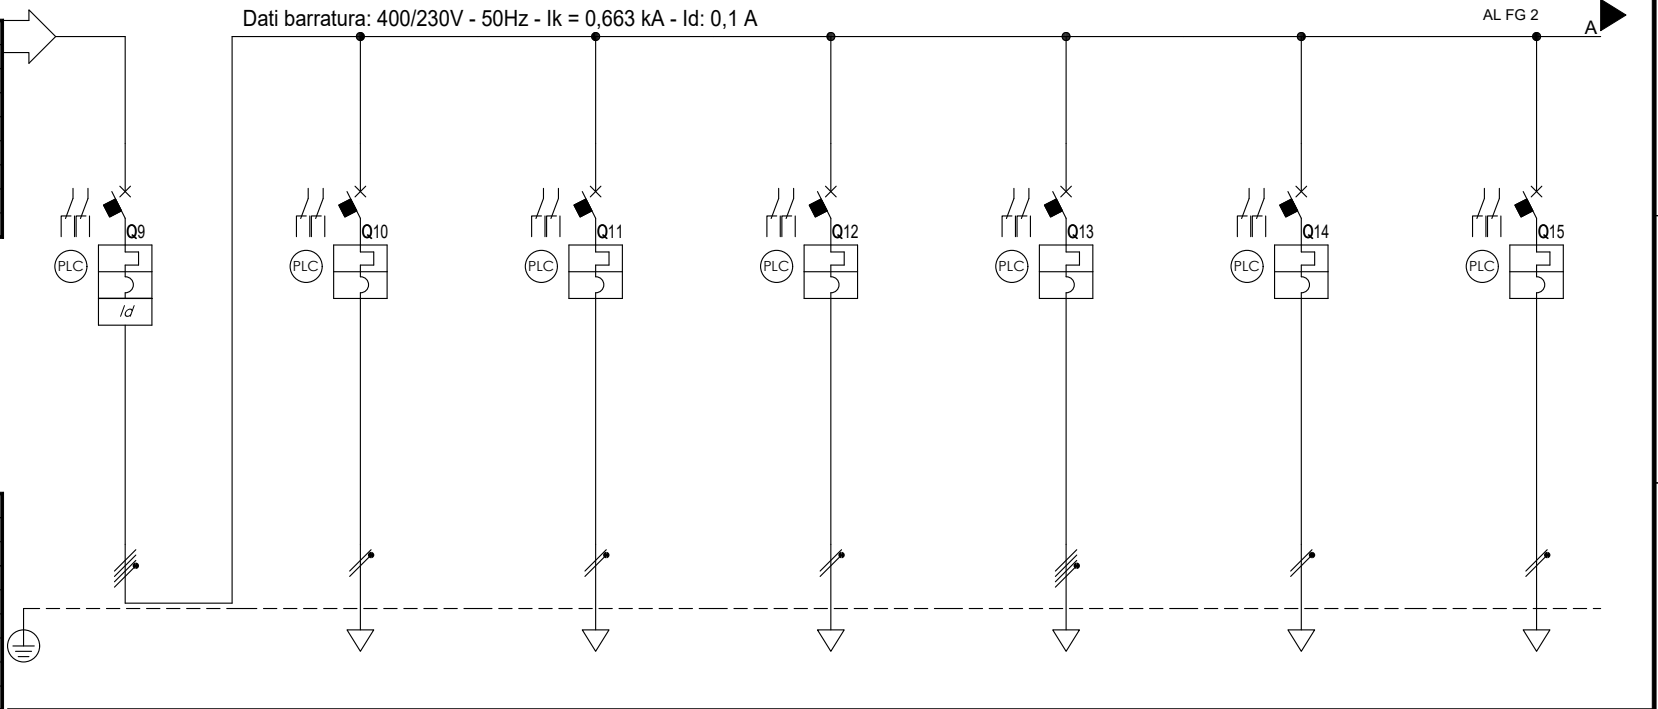 Dati barratura: 400/230V - 50Hz - Ik = 0,663 kA - Id: 0,1 A
AL FG 2
A
Q9 Q10 Q11 Q12 Q13 Q14 Q15
PLC PLC PLC PLC PLC PLC PLC
Id